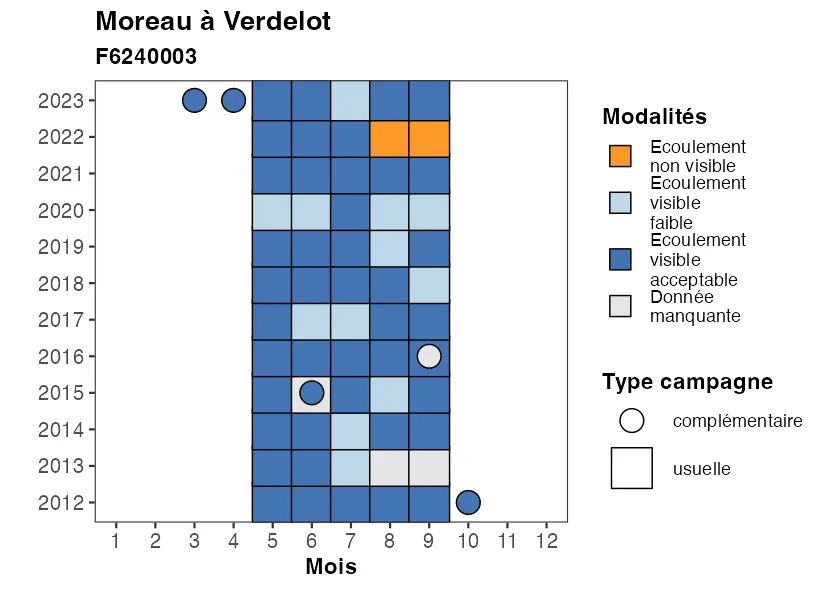 Moreau à Verdelot
F6240003
2023
2022
2021
2020
2019
2018
2017
2016
2015
2014
2013
2012
1 2 3 4 5 6 7 8 9 10 11 12
Mois
Modalités
Ecoulement
non visible
Ecoulement
visible
faible
Ecoulement
visible
acceptable
Donnée
manquante
Type campagne
complémentaire
usuelle